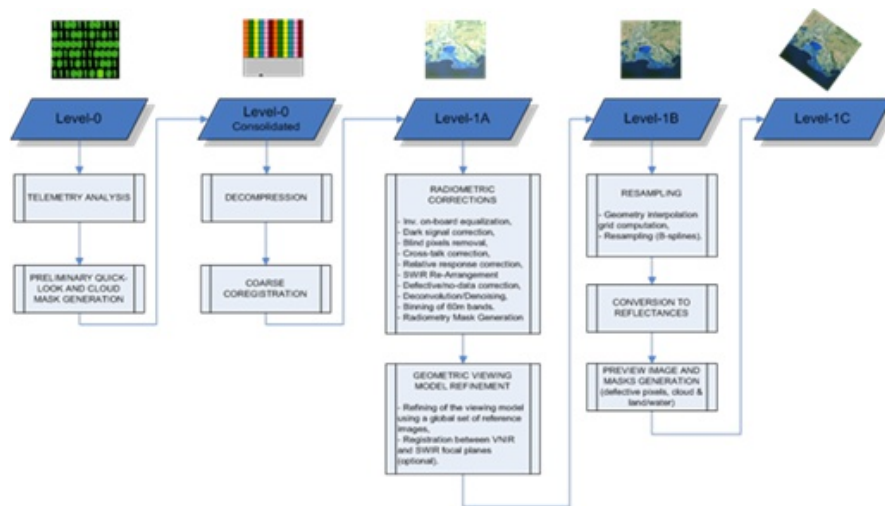 Level-0
Level-0
Consolidated
Level-1A
Level-1B
Level-1C
TELEMETRY ANALYSIS
PRELIMINARY QUICK-
LOOK AND CLOUD
MASK GENERATION
DECOMPRESSION
COARSE
COREGISTRATION
RADIOMETRIC
CORRECTIONS
- Inv. on-board equalization,
- Dark signal correction,
- Blind pixels removal,
- Cross-talk correction,
- Relative response correction,
- SWIR Re-Arrangement
- Defective/no-data correction,
- Deconvolution/Denoising,
- Binning of 60m bands,
- Radiometry Mask Generation
GEOMETRIC VIEWING
MODEL REFINEMENT
- Refining of the viewing model
using a global set of reference
images,
- Registration between VNIR
and SWIR focal planes
(optional).
RESAMPLING
- Geometry interpolation
grid computation,
- Resampling (B-splines).
CONVERSION TO
REFLECTANCES
PREVIEW IMAGE AND
MASKS GENERATION
(defective pixels, cloud &
land/water)